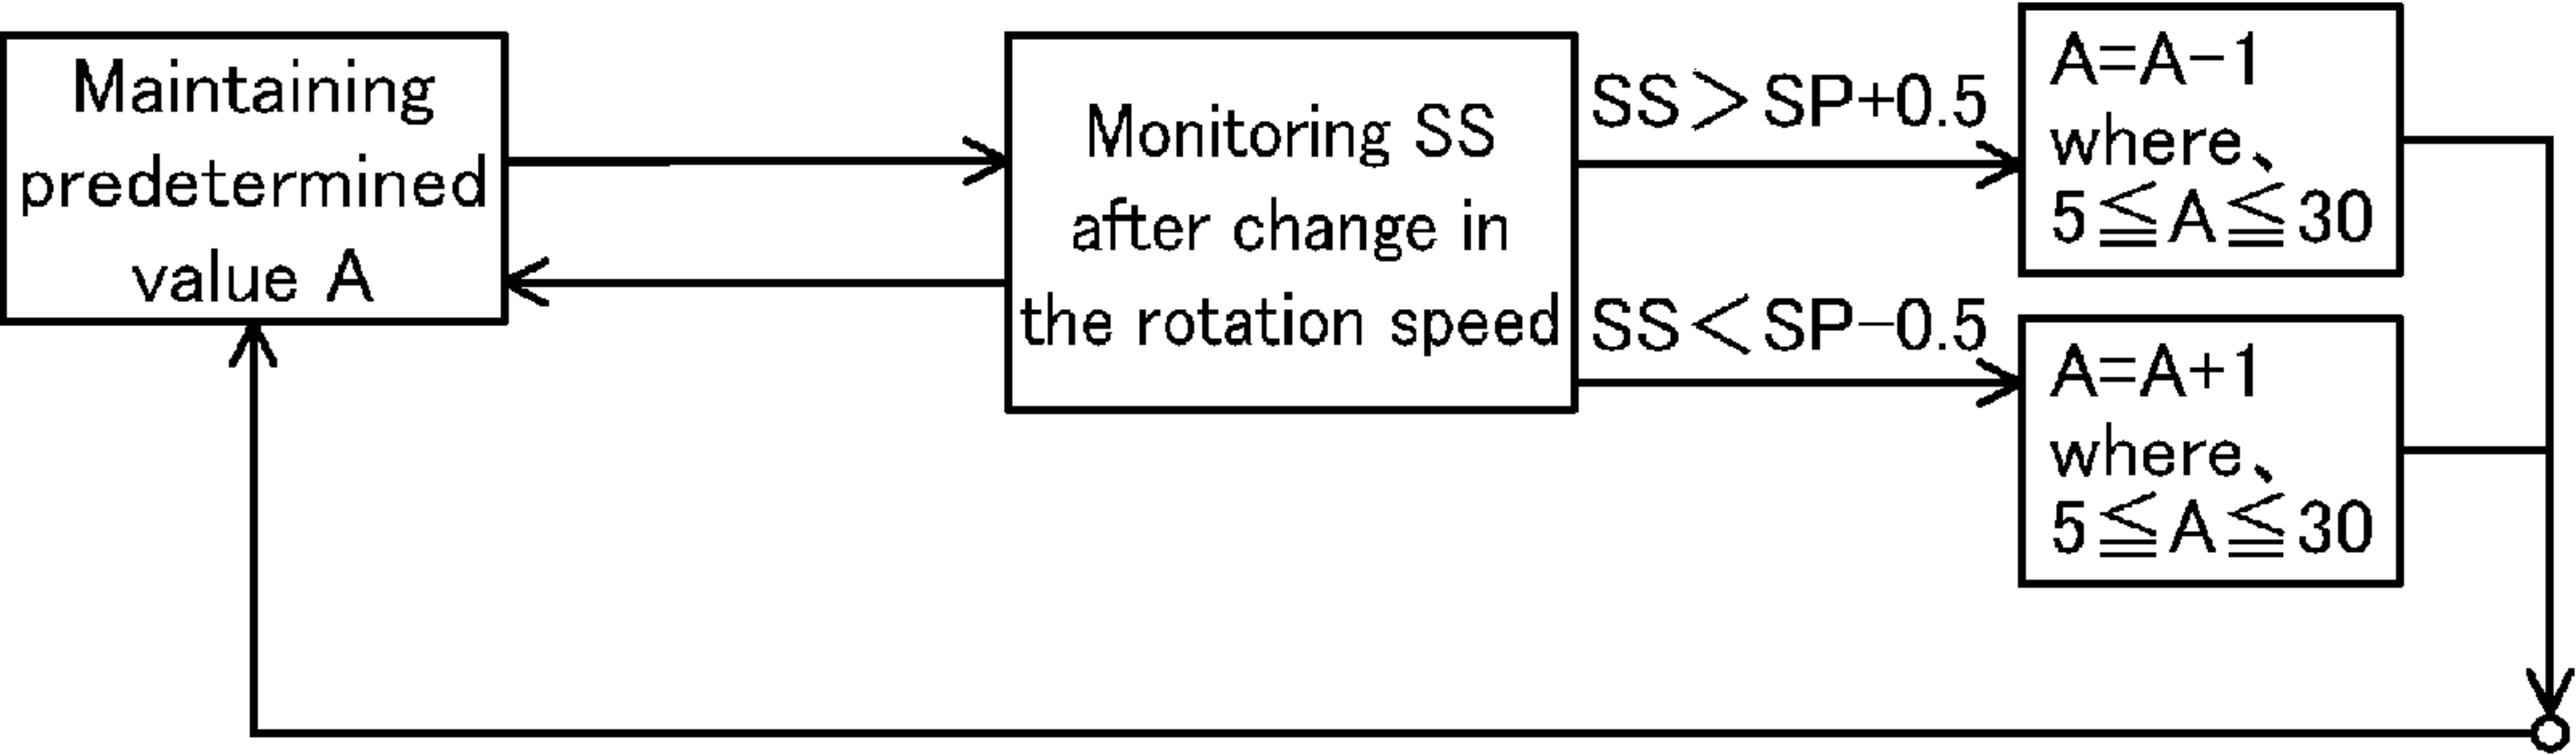 Maintaining
predetermined
value A
Monitoring SS
after change in
the rotation speed
SS＞SP+0.5
SS＜SP−0.5
A=A−1
where、
5≦A≦30
A=A+1
where、
5≦A≦30